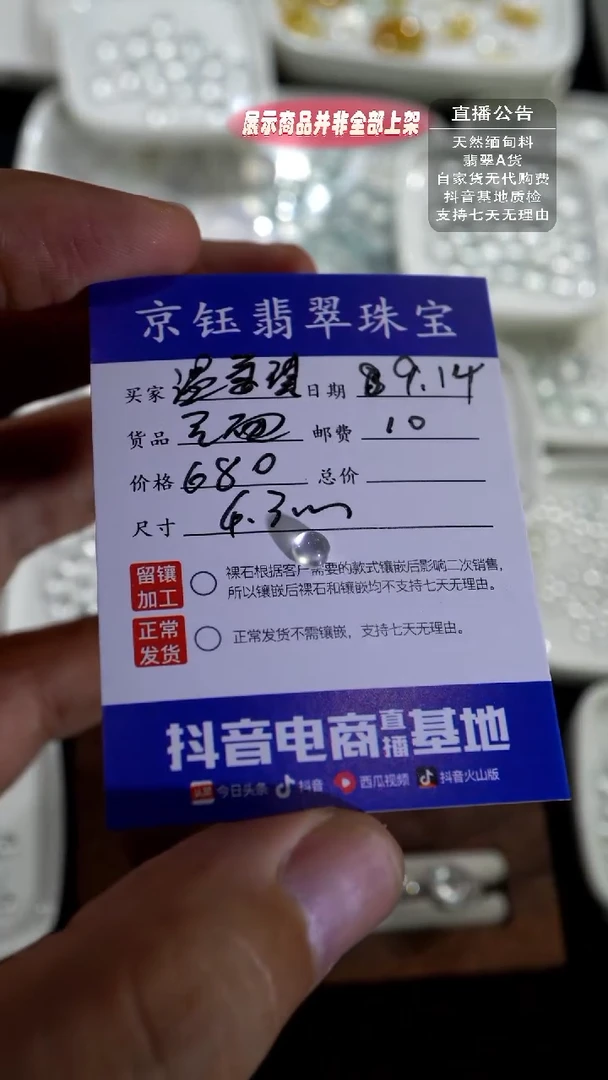 展示商品并非全部上架
直播公告
天然缅甸料
翡翠A货
自家货无代购费
抖音基地质检
支持七天无理由
京钰翡翠珠宝
买家 日期 9.14
货品 邮费 10
价格 680 总价
尺寸 6.3m
留镶加工 裸石根据客户需要的款式镶嵌后影响二次销售，
所以镶嵌后裸石和镶嵌均不支持七天无理由。
正常发货 正常发货不需镶嵌，支持七天无理由。
抖音电商直播基地
头条 今日头条 抖音 西瓜视频 抖音火山版